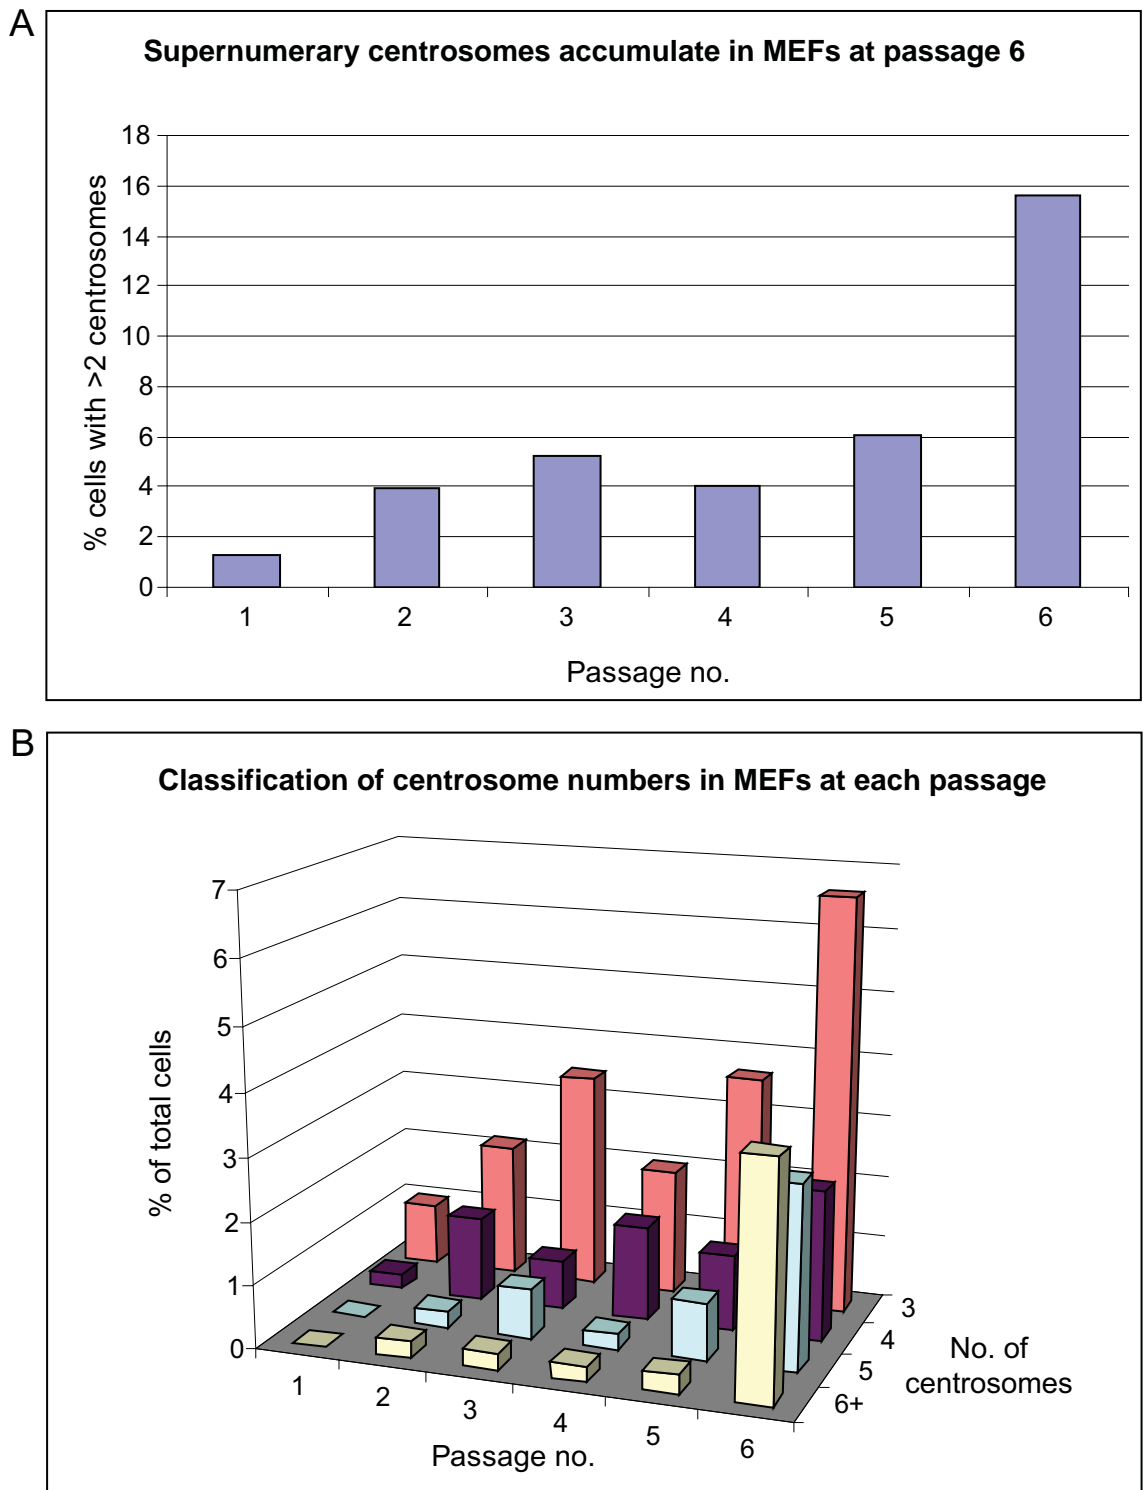 A
Supernumerary centrosomes accumulate in MEFs at passage 6
% cells with >2 centrosomes
18
16
14
12
10
8
6
4
2
0
1 2 3 4 5 6
Passage no.
B
Classification of centrosome numbers in MEFs at each passage
% of total cells
7
6
5
4
3
2
1
0
1 2 3 4 5 6
Passage no.
3
4
5
6+
No. of
centrosomes